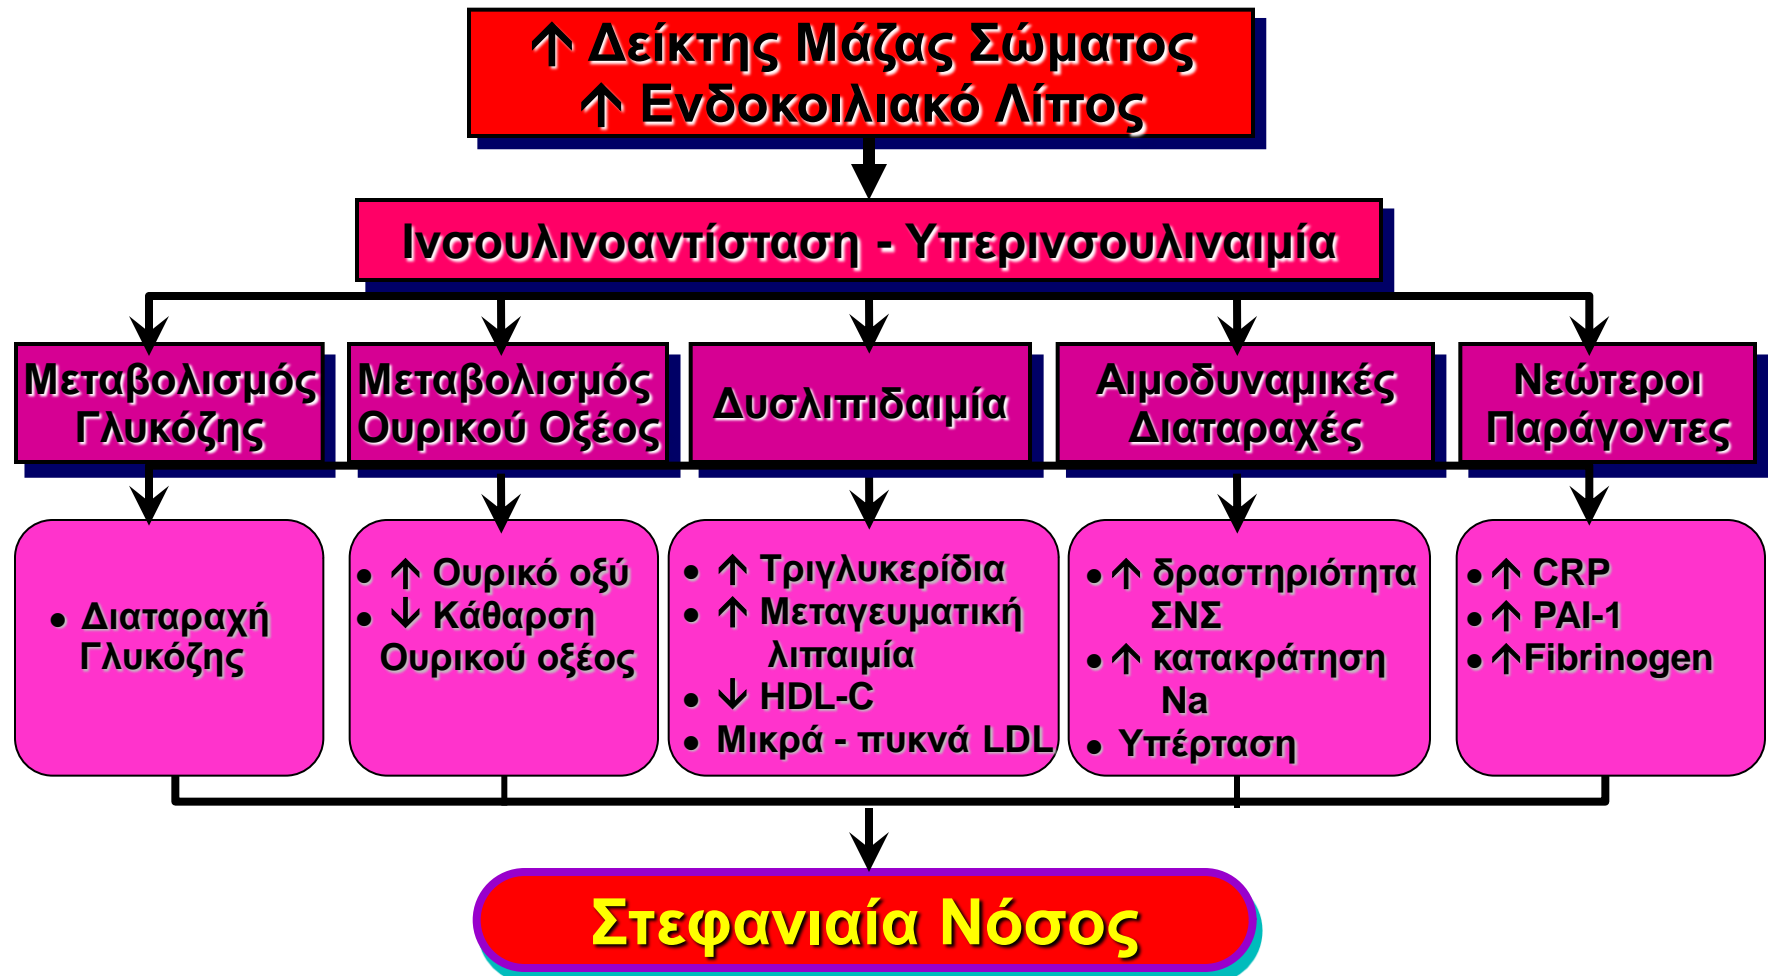 ↑ Δείκτης Μάζας Σώματος
↑ Ενδοκοιλιακό Λίπος
Ινσουλινοαντίσταση - Υπερινσουλιναιμία
Μεταβολισμός
Γλυκόζης
Μεταβολισμός
Ουρικού Οξέος
Δυσλιπιδαιμία
Αιμοδυναμικές
Διαταραχές
Νεώτεροι
Παράγοντες
• Διαταραχή
Γλυκόζης
• ↑ Ουρικό οξύ
• ↓ Κάθαρση
Ουρικού οξέος
• ↑ Τριγλυκερίδια
• ↑ Μεταγευματική
λιπαιμία
• ↓ HDL-C
• Μικρά - πυκνά LDL
• ↑ δραστηριότητα
ΣΝΣ
• ↑ κατακράτηση
Na
• Υπέρταση
• ↑ CRP
• ↑ PAI-1
• ↑Fibrinogen
Στεφανιαία Νόσος